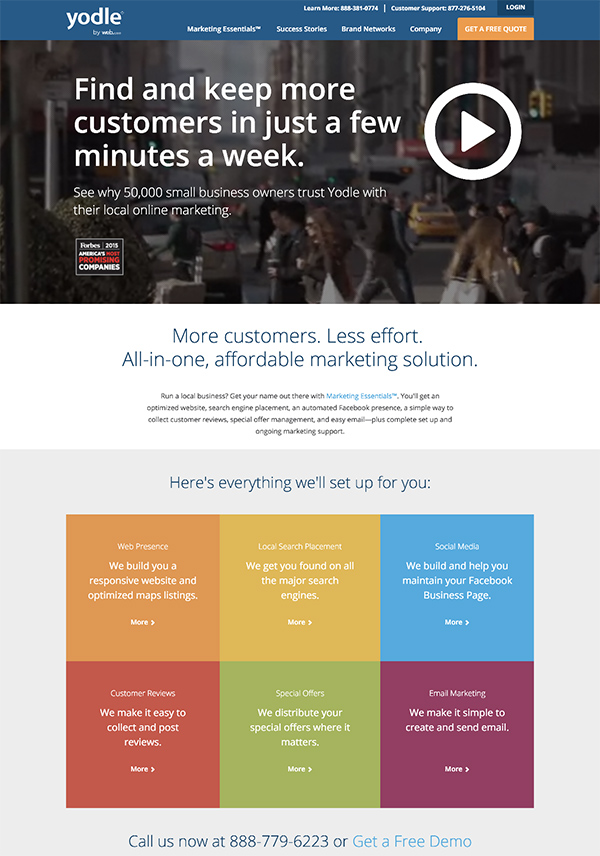 yodle
by web.com
Learn More: 888-381-0774 | Customer Support: 877-276-5104
LOGIN
Marketing Essentials™
Success Stories
Brand Networks
Company
GET A FREE QUOTE
Find and keep more
customers in just a few
minutes a week.
See why 50,000 small business owners trust Yodle with
their local online marketing.
Forbes 2015
AMERICA'S MOST
PROMISING
COMPANIES
More customers. Less effort.
All-in-one, affordable marketing solution.
Run a local business? Get your name out there with Marketing Essentials™. You'll get an
optimized website, search engine placement, an automated Facebook presence, a simple way to
collect customer reviews, special offer management, and easy email—plus complete set up and
ongoing marketing support.
Here's everything we'll set up for you:
Web Presence
We build you a
responsive website and
optimized maps listings.
More
Local Search Placement
We get you found on all
the major search
engines.
More
Social Media
We build and help you
maintain your Facebook
Business Page.
More
Customer Reviews
We make it easy to
collect and post
reviews.
More
Special Offers
We distribute your
special offers where it
matters.
More
Email Marketing
We make it simple to
create and send email.
More
Call us now at 888-779-6223 or Get a Free Demo